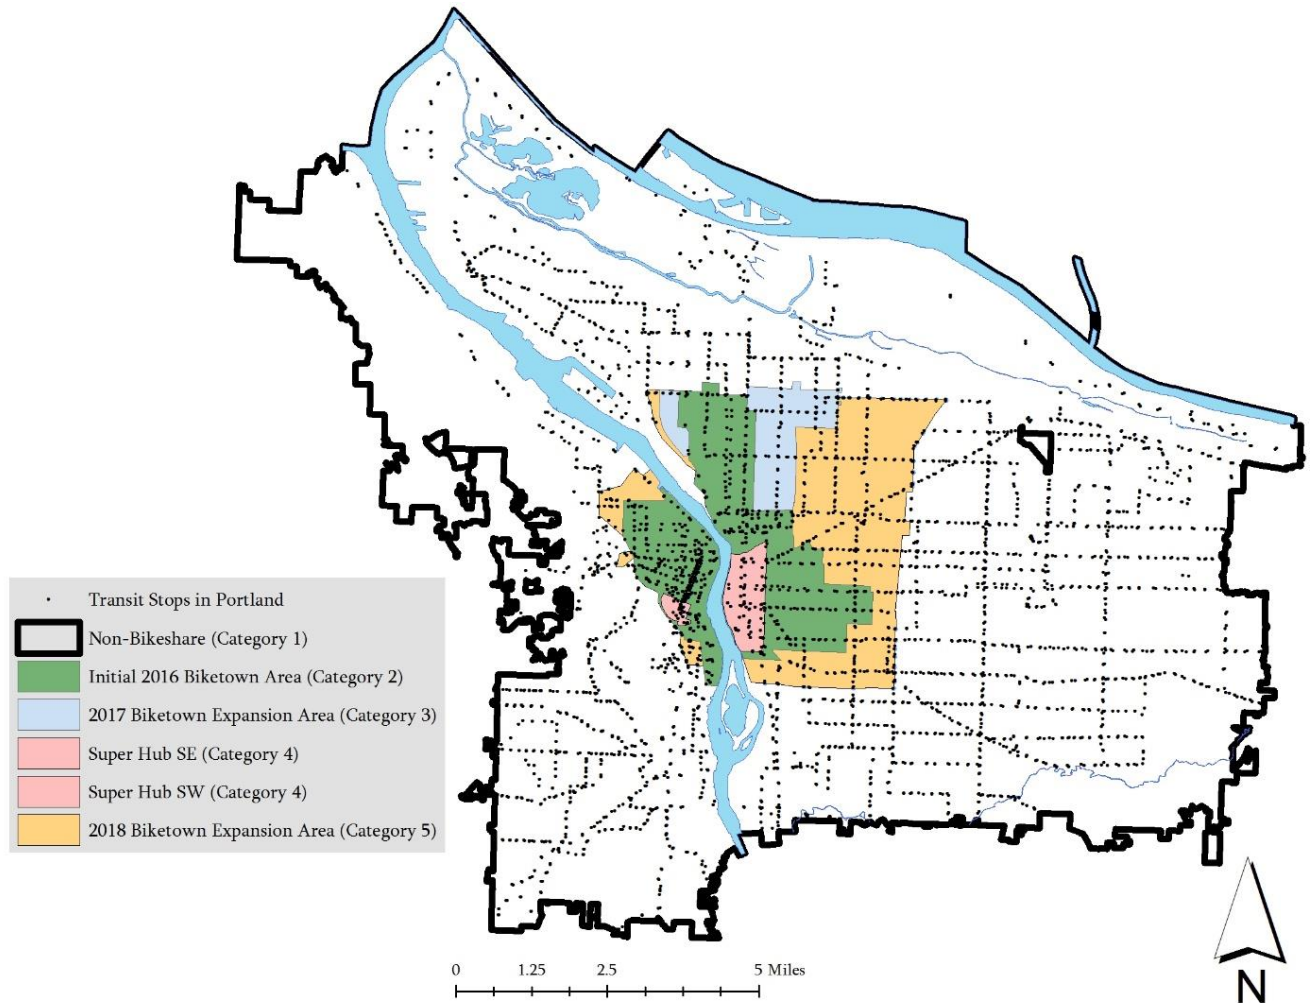 Transit Stops in Portland
Non-Bikeshare (Category 1)
Initial 2016 Biketown Area (Category 2)
2017 Biketown Expansion Area (Category 3)
Super Hub SE (Category 4)
Super Hub SW (Category 4)
2018 Biketown Expansion Area (Category 5)
0 1.25 2.5 5 Miles
N